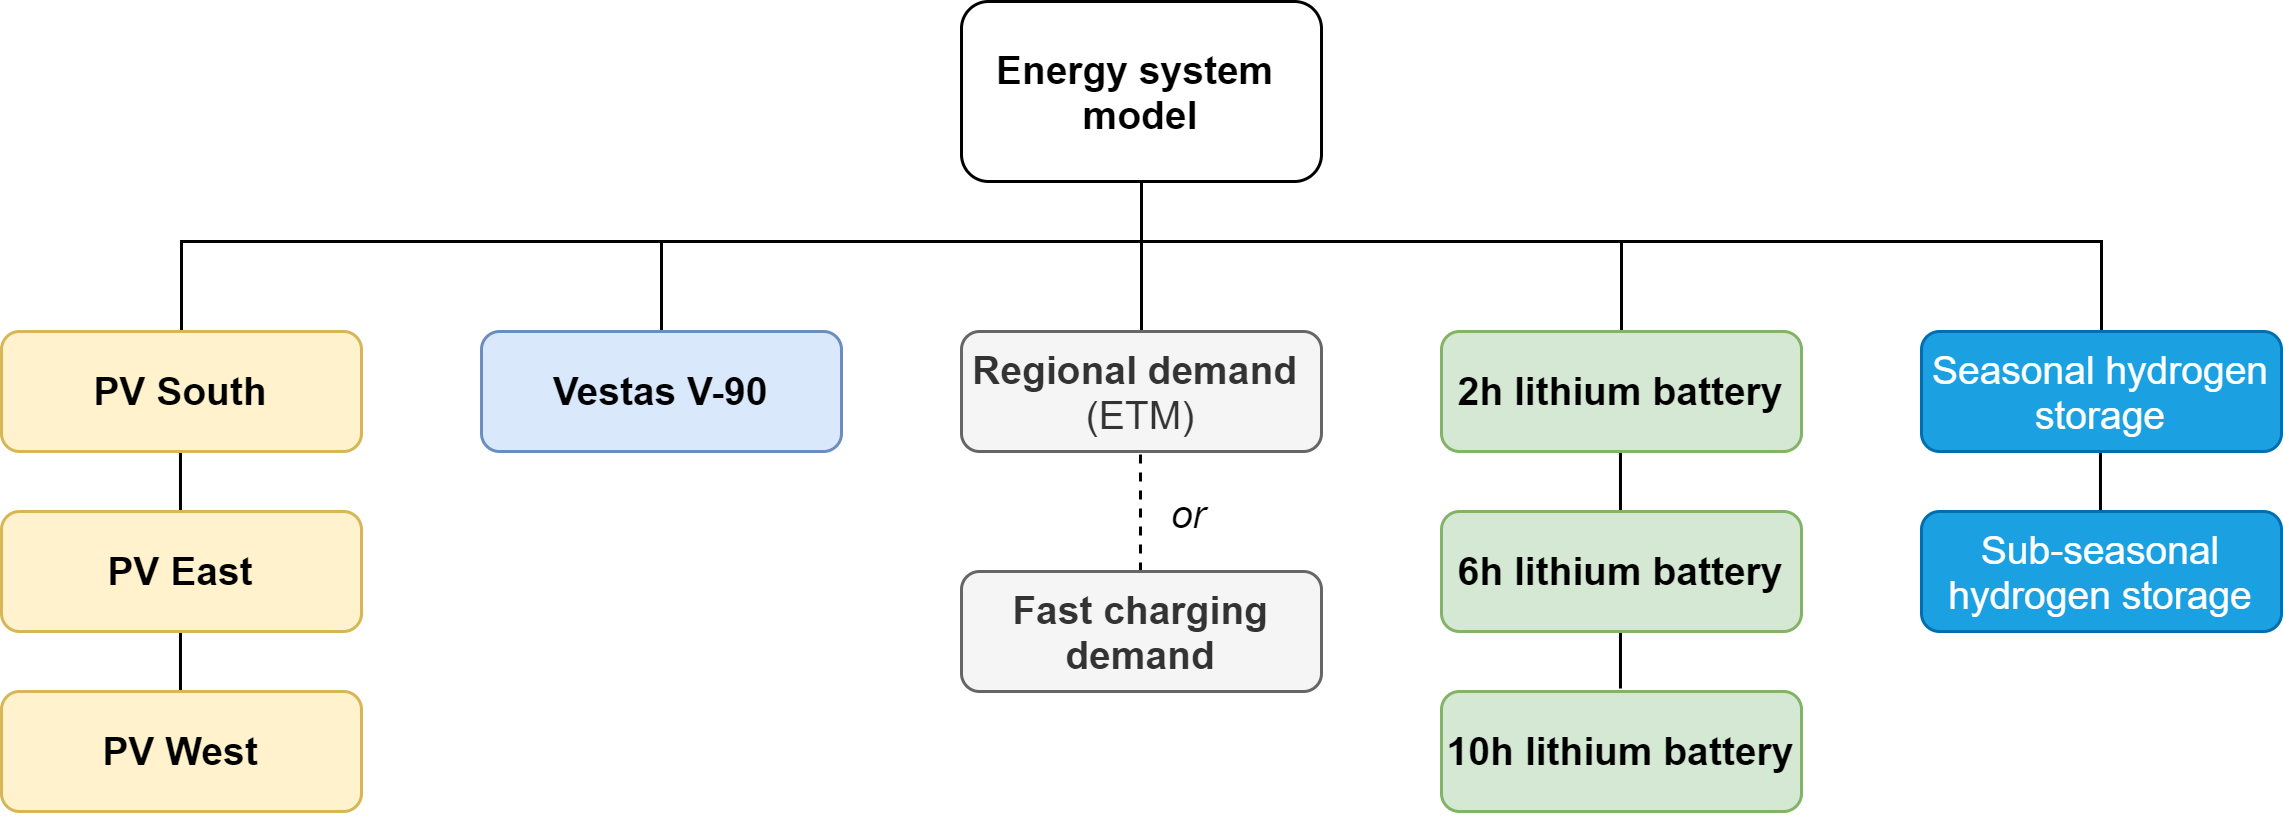 Energy system
model
PV South
Vestas V-90
Regional demand
(ETM)
2h lithium battery
Seasonal hydrogen
storage
or
PV East
Fast charging
demand
6h lithium battery
Sub-seasonal
hydrogen storage
PV West
10h lithium battery